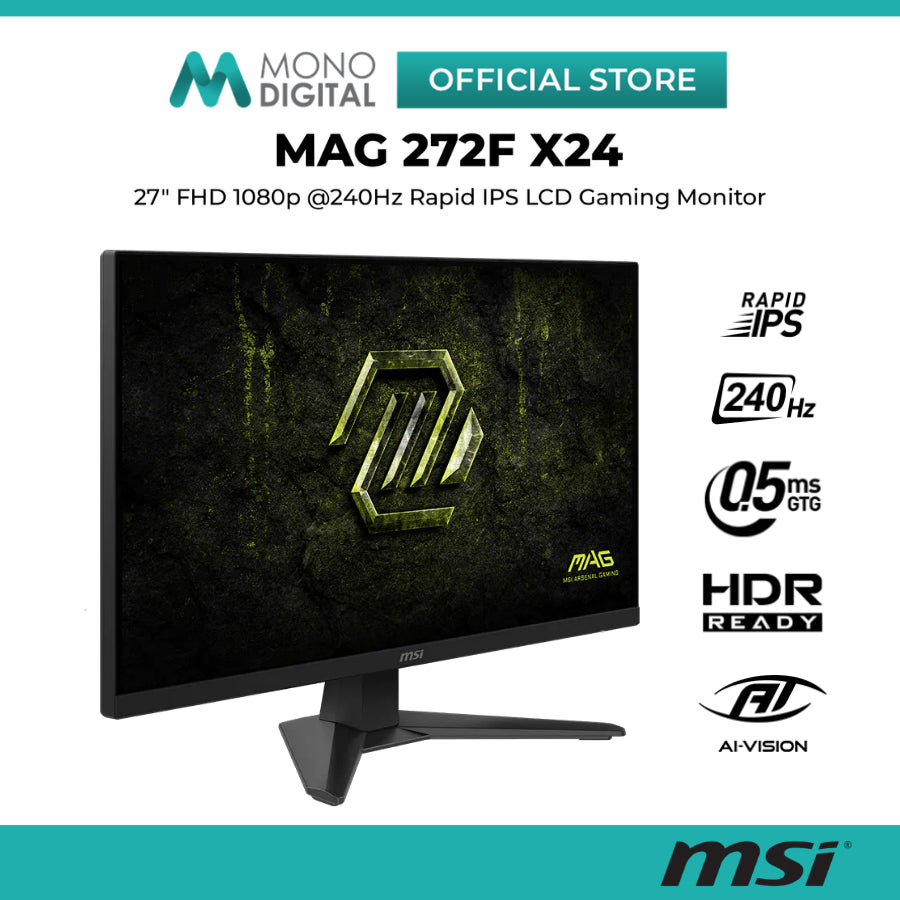 MONO
DIGITAL
OFFICIAL STORE
MAG 272F X24
27" FHD 1080p @240Hz Rapid IPS LCD Gaming Monitor
RAPID
IPS
240Hz
0.5ms
GTG
HDR
READY
MAG
MSI ARSENAL GAMING
msi
AI-VISION
msi®